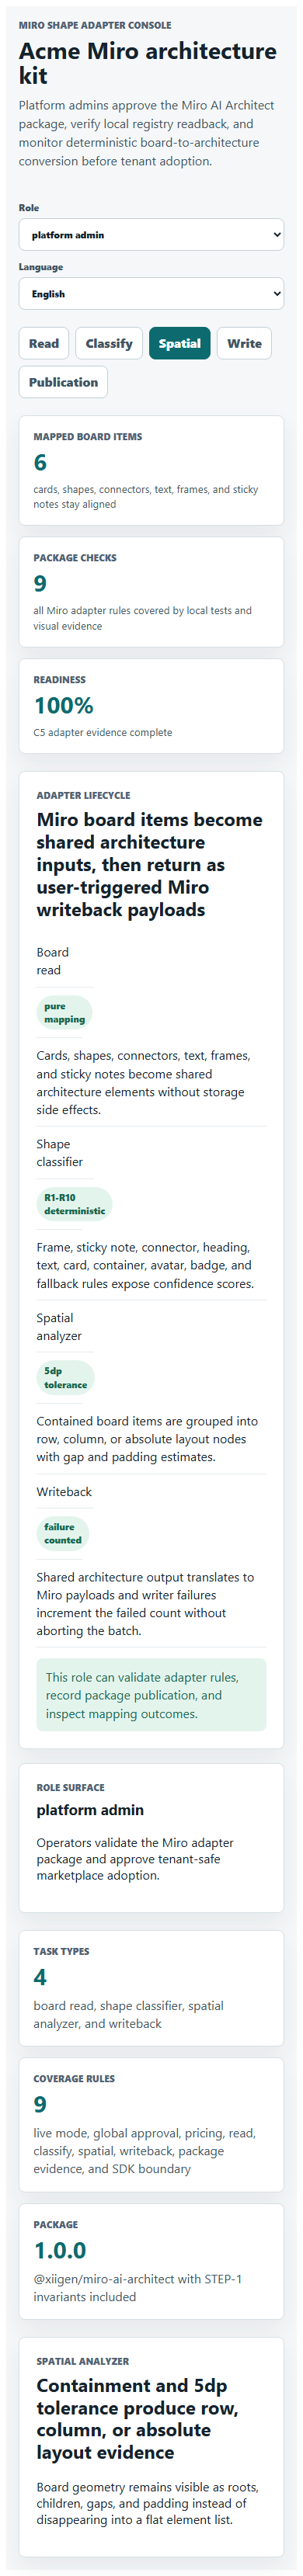 MIRO SHAPE ADAPTER CONSOLE
Acme Miro architecture
kit
Platform admins approve the Miro AI Architect
package, verify local registry readback, and
monitor deterministic board-to-architecture
conversion before tenant adoption.
Role
platform admin
Language
English
Read
Classify
Spatial
Write
Publication
MAPPED BOARD ITEMS
6
cards, shapes, connectors, text, frames, and sticky
notes stay aligned
PACKAGE CHECKS
9
all Miro adapter rules covered by local tests and
visual evidence
READINESS
100%
C5 adapter evidence complete
ADAPTER LIFECYCLE
Miro board items become
shared architecture
inputs, then return as
user-triggered Miro
writeback payloads
Board
read
pure
mapping
Cards, shapes, connectors, text, frames,
and sticky notes become shared
architecture elements without storage
side effects.
Shape
classifier
R1-R10
deterministic
Frame, sticky note, connector, heading,
text, card, container, avatar, badge, and
fallback rules expose confidence scores.
Spatial
analyzer
5dp
tolerance
Contained board items are grouped into
row, column, or absolute layout nodes
with gap and padding estimates.
Writeback
failure
counted
Shared architecture output translates to
Miro payloads and writer failures
increment the failed count without
aborting the batch.
This role can validate adapter rules,
record package publication, and
inspect mapping outcomes.
ROLE SURFACE
platform admin
Operators validate the Miro adapter
package and approve tenant-safe
marketplace adoption.
TASK TYPES
4
board read, shape classifier, spatial
analyzer, and writeback
COVERAGE RULES
9
live mode, global approval, pricing, read,
classify, spatial, writeback, package
evidence, and SDK boundary
PACKAGE
1.0.0
@xiigen/miro-ai-architect with STEP-1
invariants included
SPATIAL ANALYZER
Containment and 5dp
tolerance produce row,
column, or absolute
layout evidence
Board geometry remains visible as roots,
children, gaps, and padding instead of
disappearing into a flat element list.